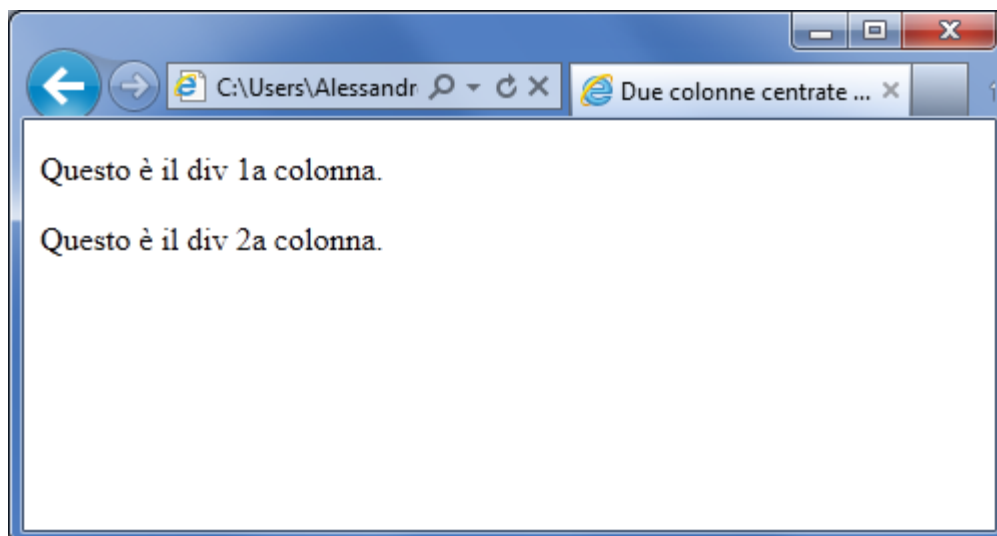 C:\Users\Alessandr
Due colonne centrate ...
Questo è il div 1a colonna.
Questo è il div 2a colonna.